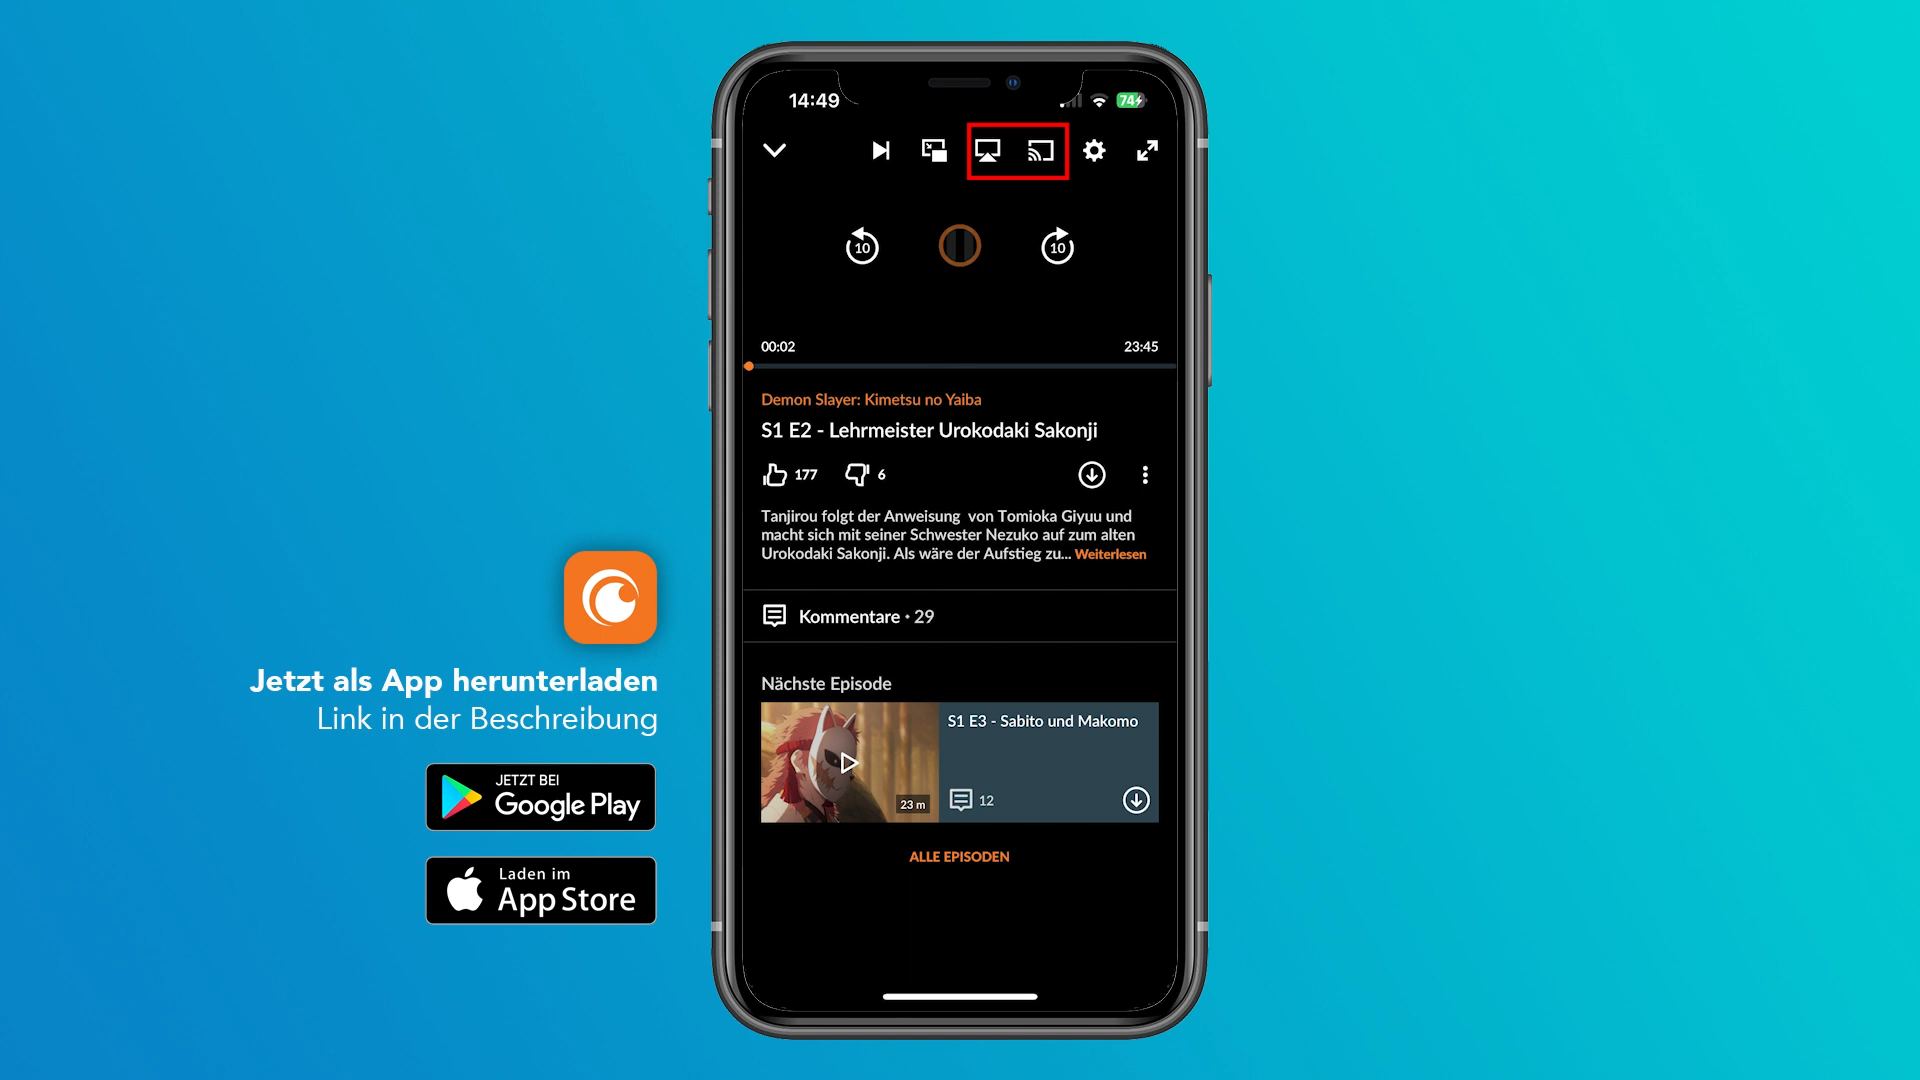 14:49
74
10
10
00:02
23:45
Demon Slayer: Kimetsu no Yaiba
S1 E2 - Lehrmeister Urokodaki Sakonji
177
6
Tanjirou folgt der Anweisung von Tomioka Giyuu und
macht sich mit seiner Schwester Nezuko auf zum alten
Urokodaki Sakonji. Als wäre der Aufstieg zu... Weiterlesen
Kommentare • 29
Nächste Episode
S1 E3 - Sabito und Makomo
23 m
12
ALLE EPISODEN
Jetzt als App herunterladen
Link in der Beschreibung
JETZT BEI
Google Play
Laden im
App Store